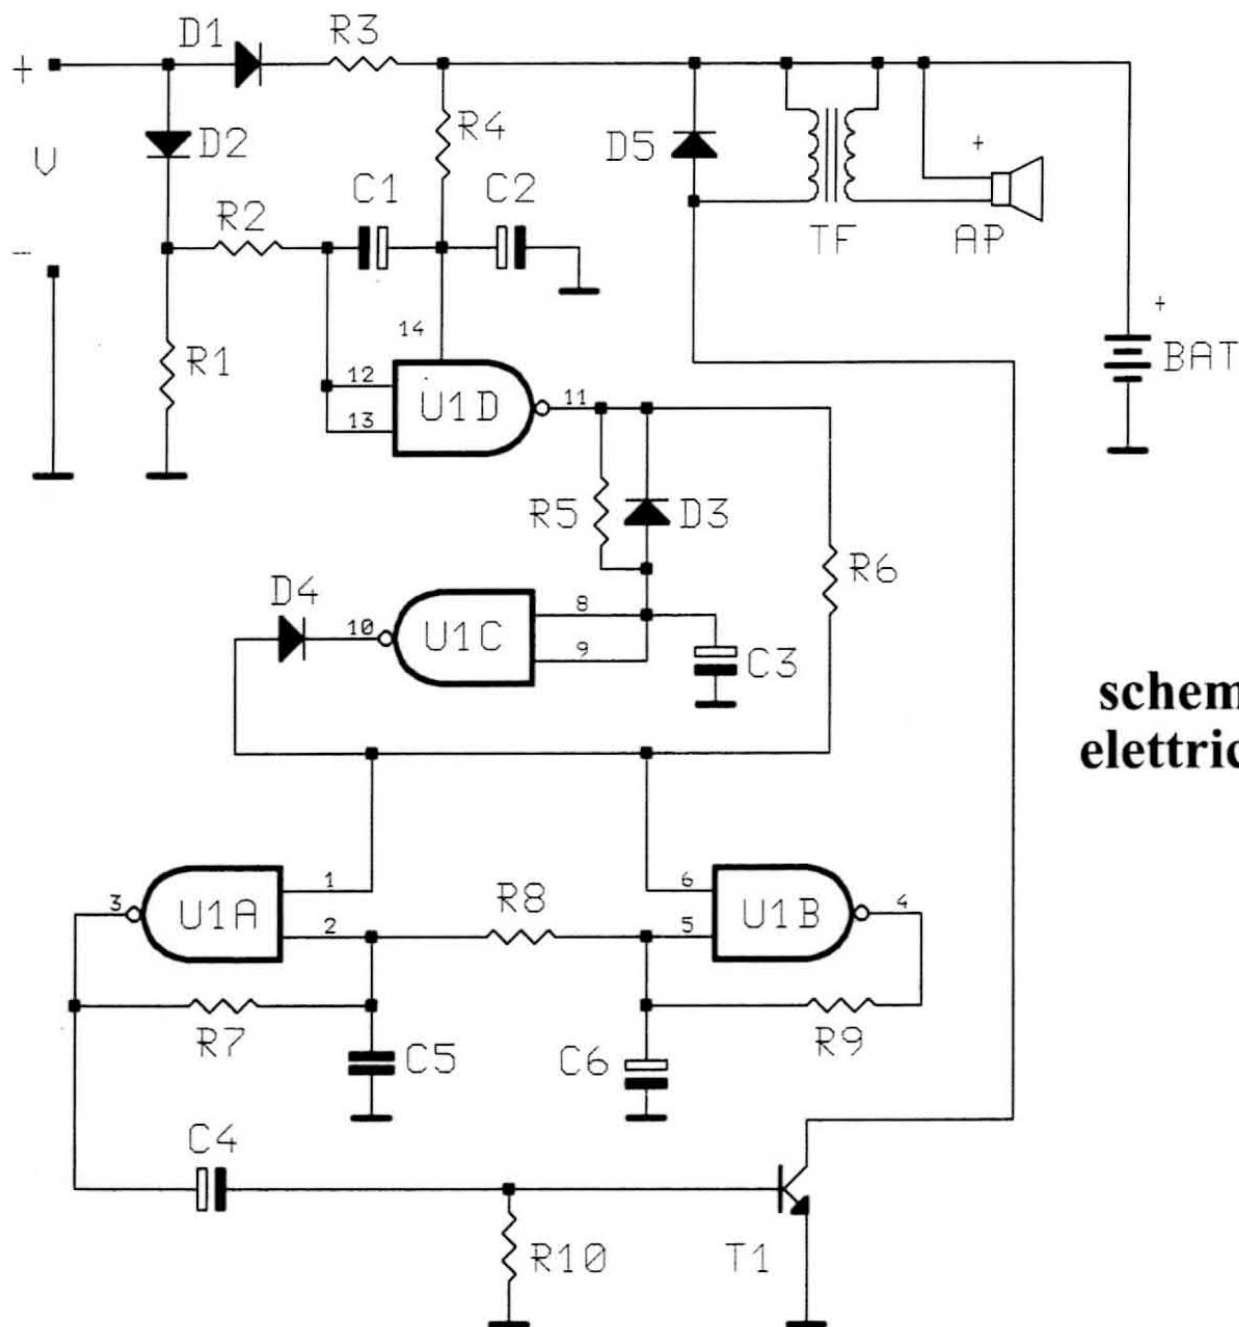 D1
R3
+
D2
R4
D5
+
V
C1
C2
R2
TF
AP
-
+
14
R1
12
U1D
11
BAT
13
R5
D3
R6
D4
8
10
U1C
9
C3
schem
elettric
1
6
3
U1A
R8
U1B
4
2
5
R7
R9
C5
C6
C4
R10
T1